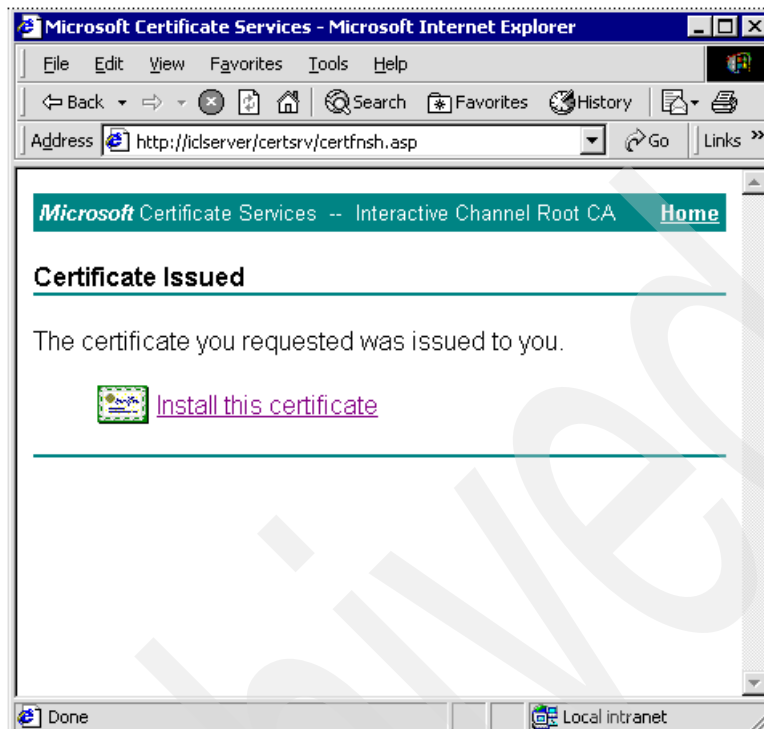 Microsoft Certificate Services - Microsoft Internet Explorer
File Edit View Favorites Tools Help
Back Search Favorites History
Address http://iclserver/certsrv/certfnsh.asp Go Links »
Microsoft Certificate Services -- Interactive Channel Root CA Home
Certificate Issued
The certificate you requested was issued to you.
Install this certificate
Done Local intranet